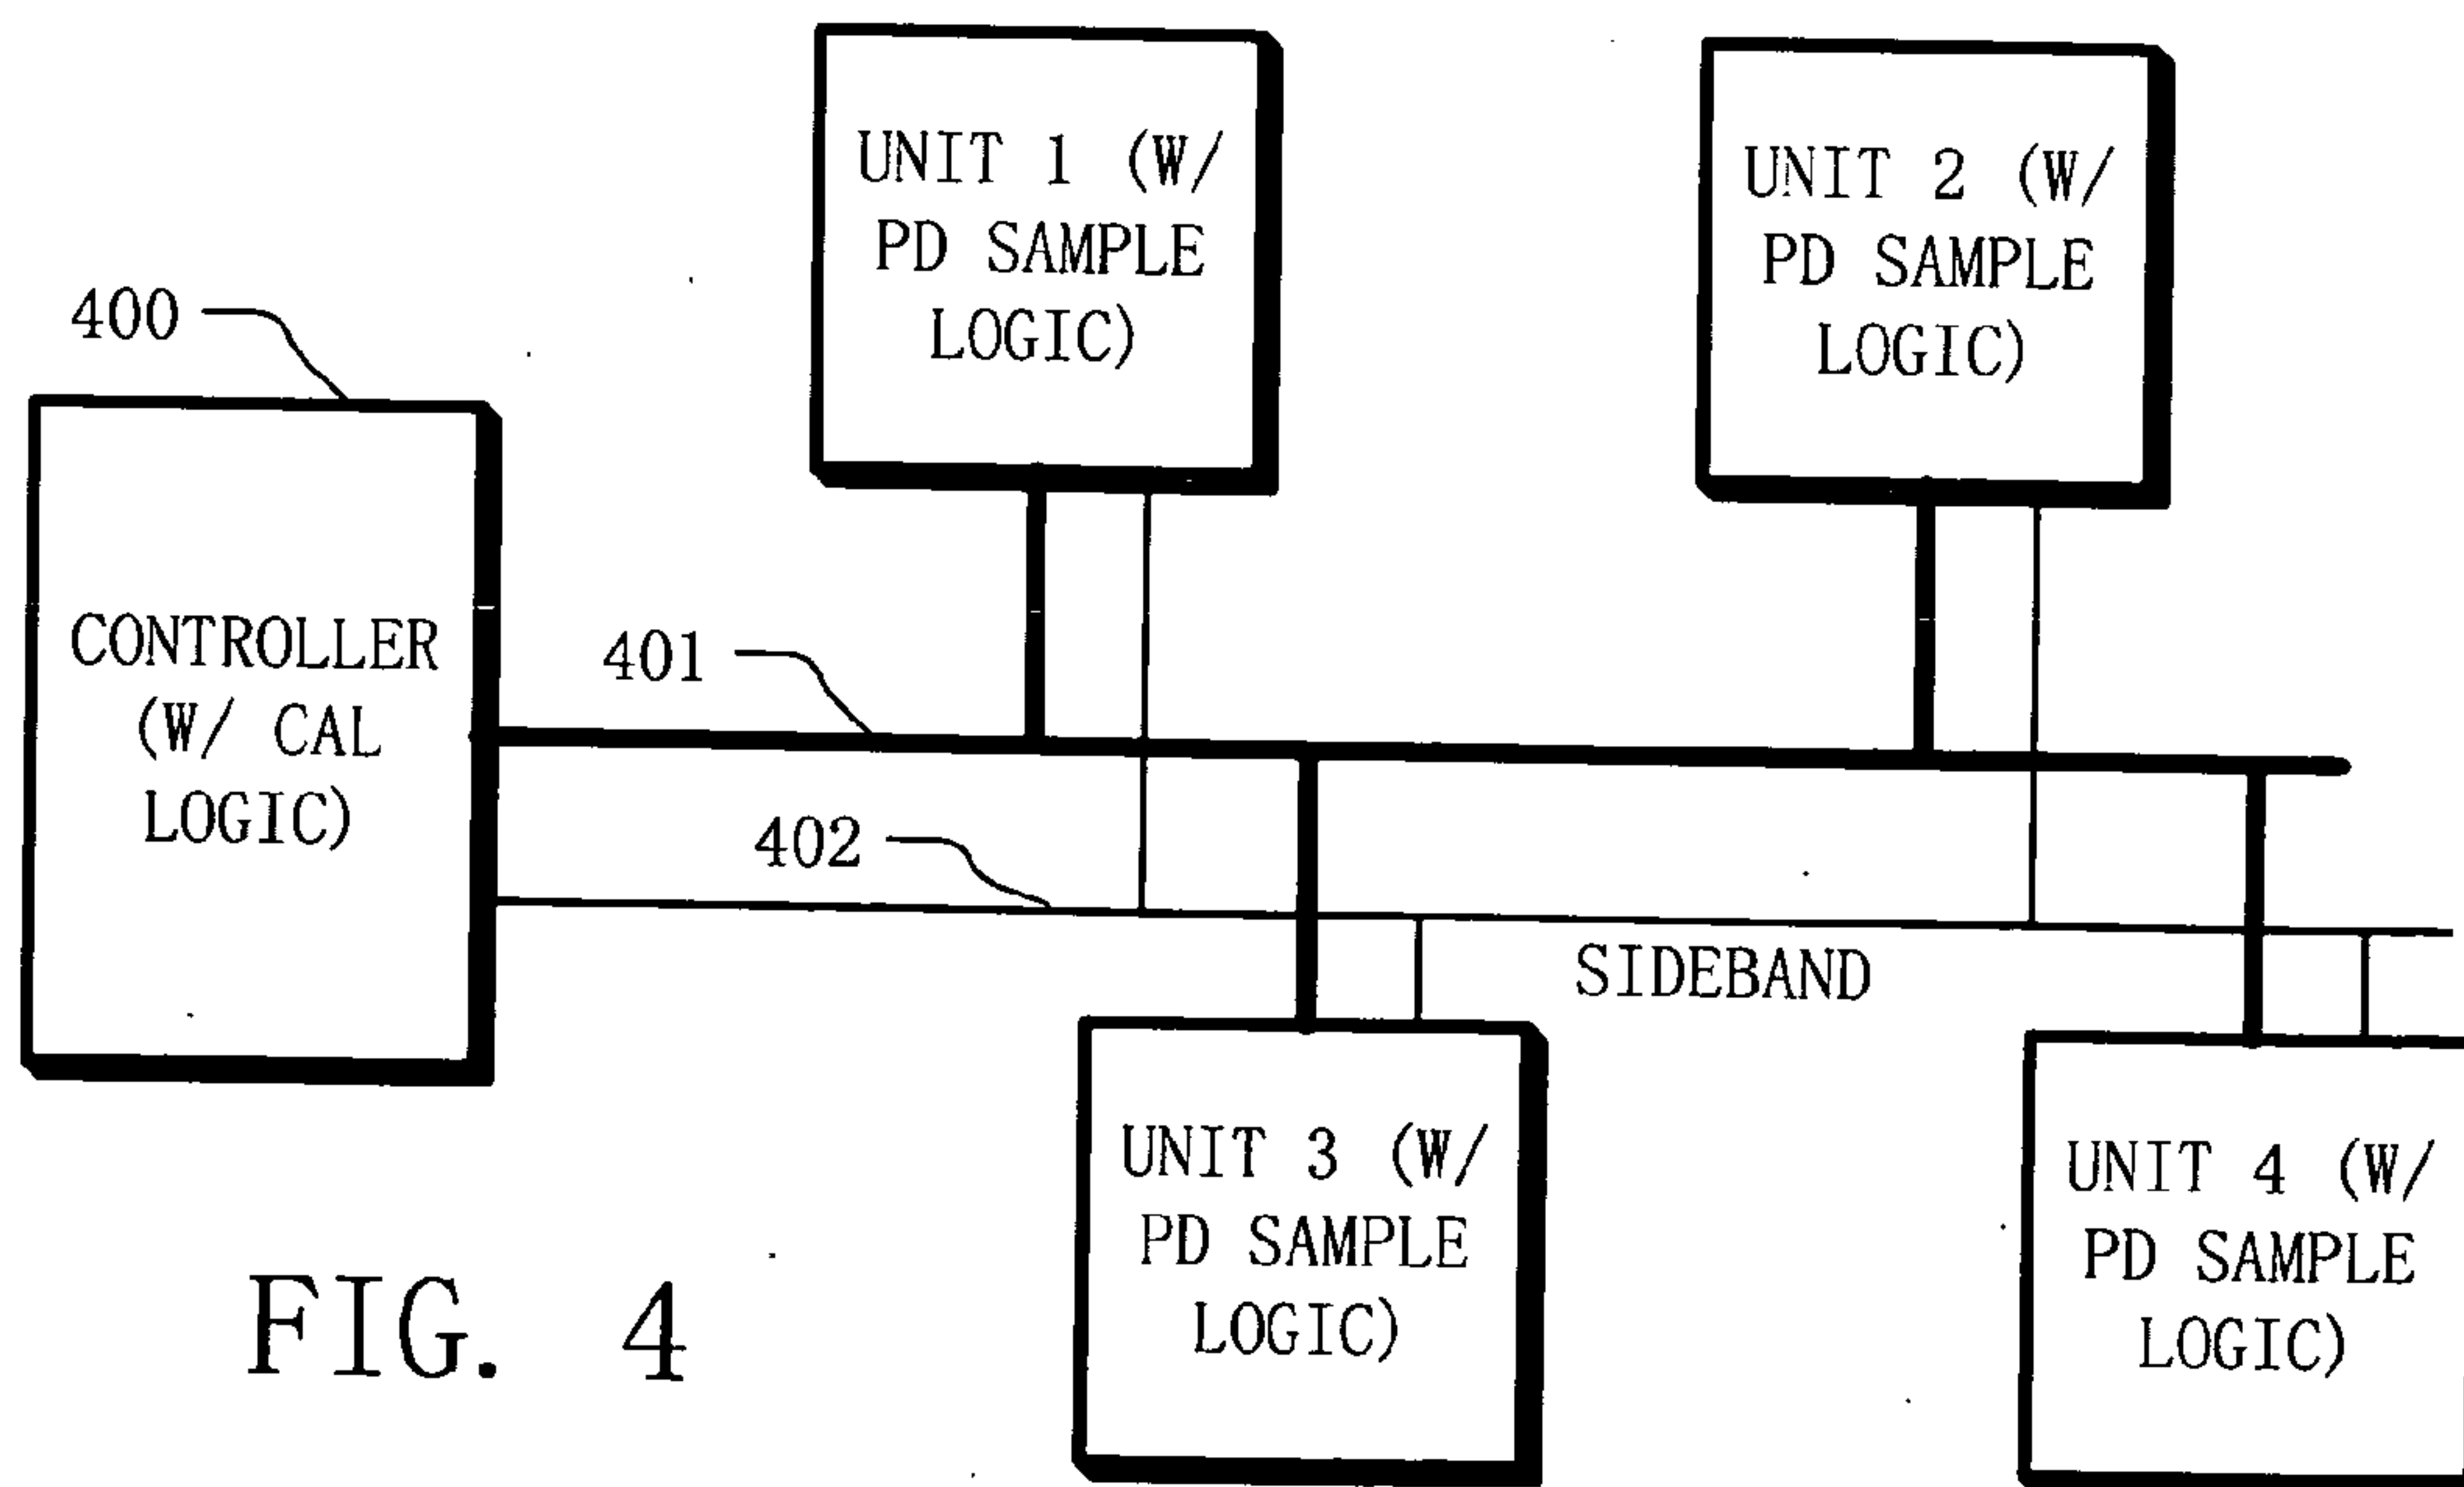 UNIT 1 (W/
PD SAMPLE
LOGIC)
UNIT 2 (W/
PD SAMPLE
LOGIC)
400
CONTROLLER
(W/ CAL
LOGIC)
401
402
SIDEBAND
UNIT 3 (W/
PD SAMPLE
LOGIC)
UNIT 4 (W/
PD SAMPLE
LOGIC)
FIG. 4